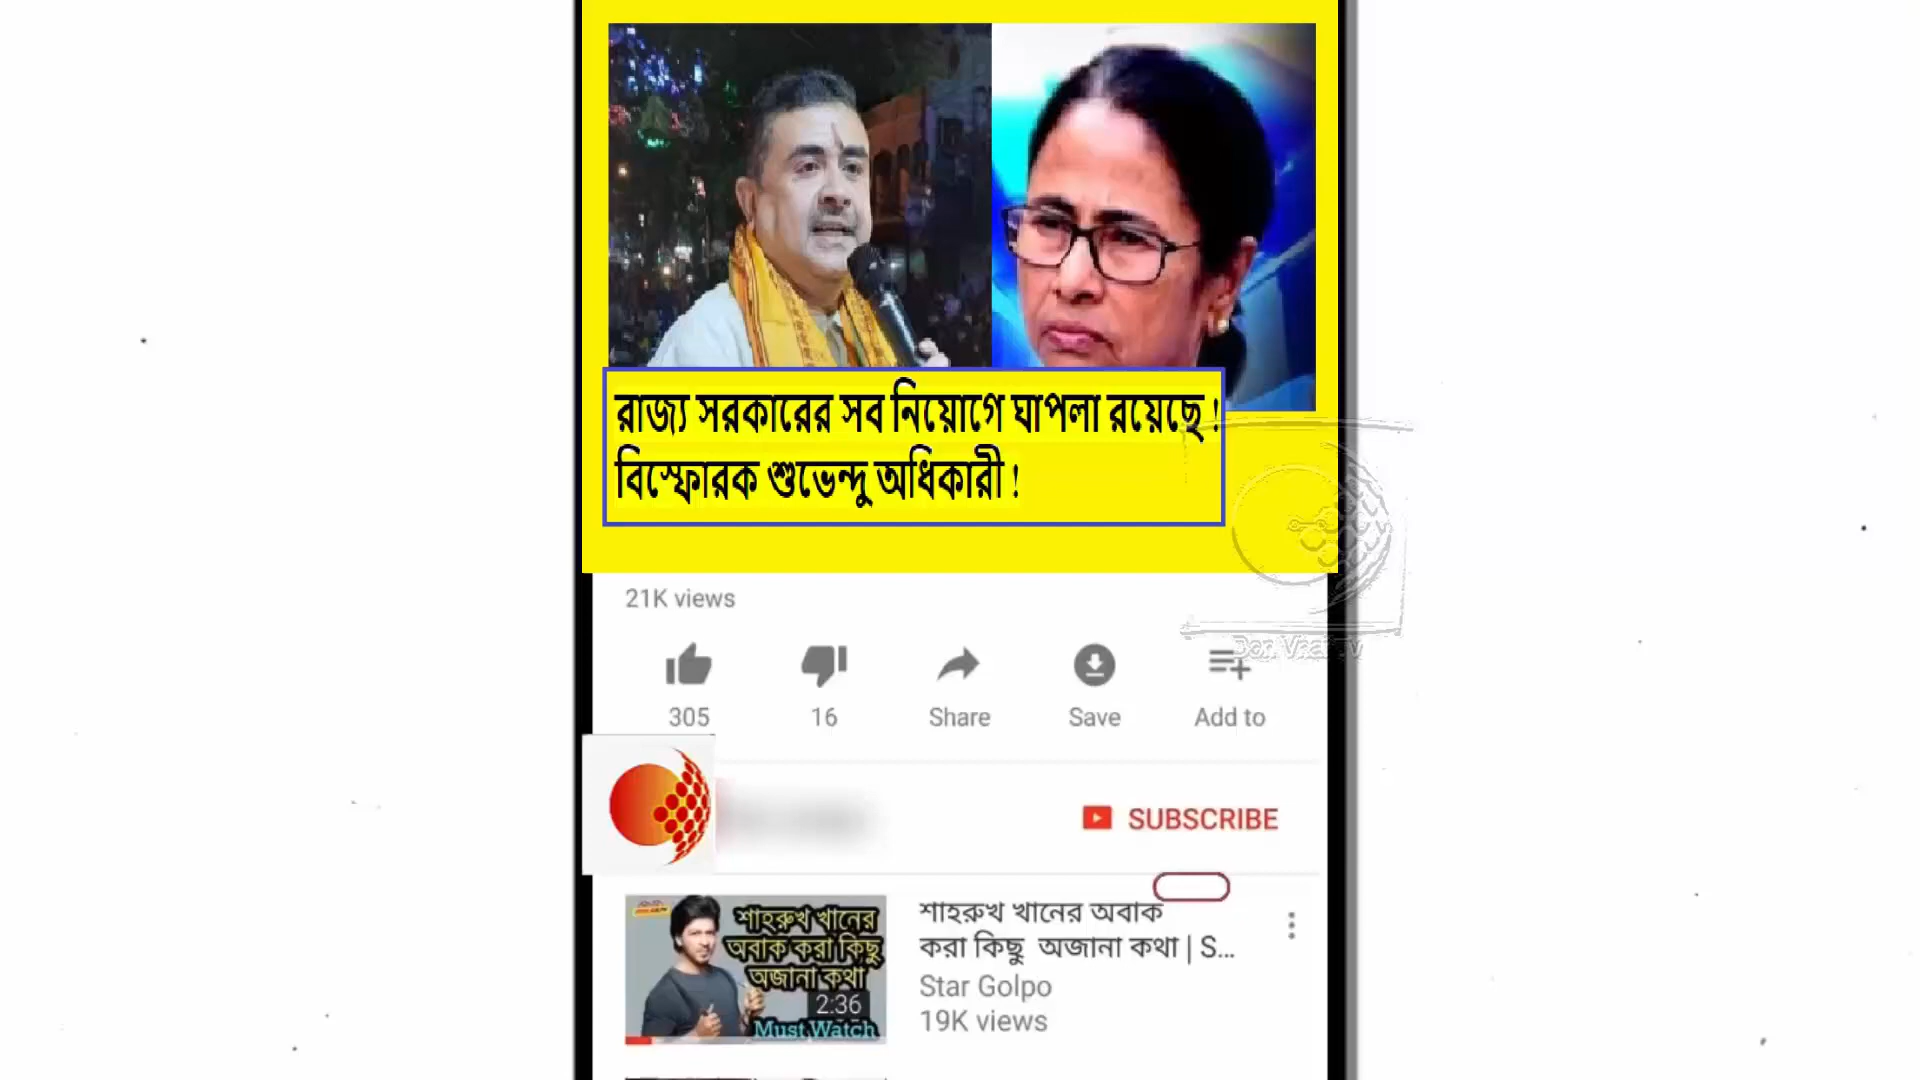 রাজ্য সরকারের সব নিয়োগে ঘাপলা রয়েছে !
বিস্ফোরক শুভেন্দু অধিকারী !
21K views
305
16
Share
Save
Add to
SUBSCRIBE
শাহরুখ খানের
অবাক করা কিছু
অজানা কথা
2:36
Must Watch
শাহরুখ খানের অবাক
করা কিছু অজানা কথা | S...
Star Golpo
19K views